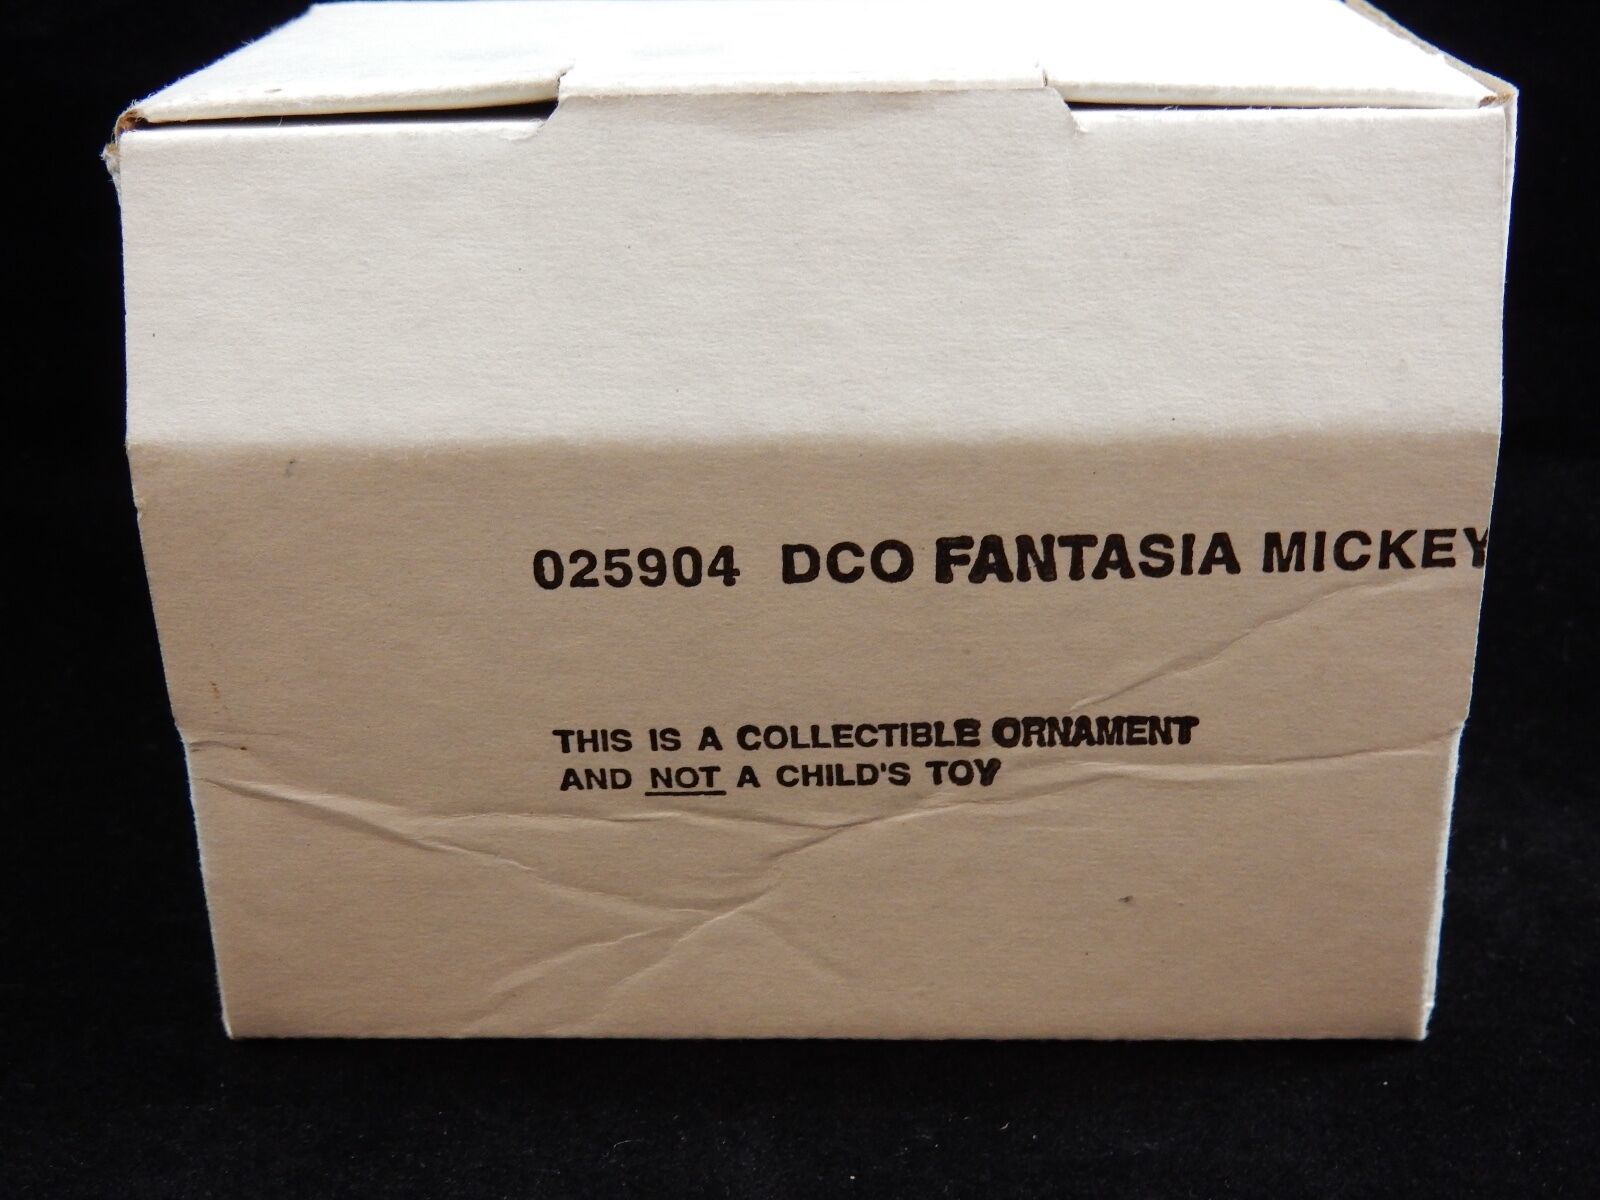 025904 DCO FANTASIA MICKEY
THIS IS A COLLECTIBLE ORNAMENT
AND NOT A CHILD'S TOY